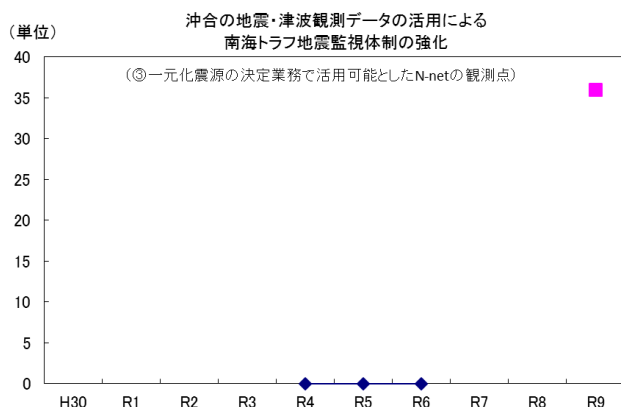 沖合の地震・津波観測データの活用による
南海トラフ地震監視体制の強化
（単位）
（③一元化震源の決定業務で活用可能としたN-netの観測点）
40
35
30
25
20
15
10
5
0
H30 R1 R2 R3 R4 R5 R6 R7 R8 R9